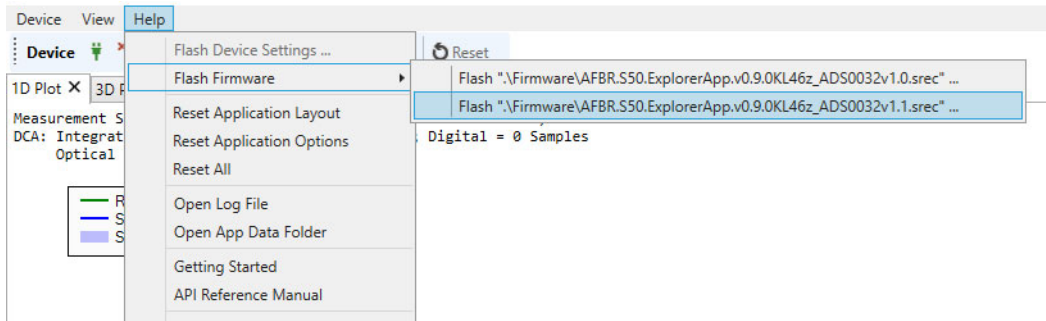 Device View Help
Device
Flash Device Settings ...
Reset
Flash Firmware
Flash ".\Firmware\AFBR.S50.ExplorerApp.v0.9.0KL46z_ADS0032v1.0.srec" ...
Flash ".\Firmware\AFBR.S50.ExplorerApp.v0.9.0KL46z_ADS0032v1.1.srec" ...
1D Plot 3D
Reset Application Layout
Measurement S
DCA: Integrat
Reset Application Options
Digital = 0 Samples
Optical
Reset All
R
S
S
Open Log File
Open App Data Folder
Getting Started
API Reference Manual